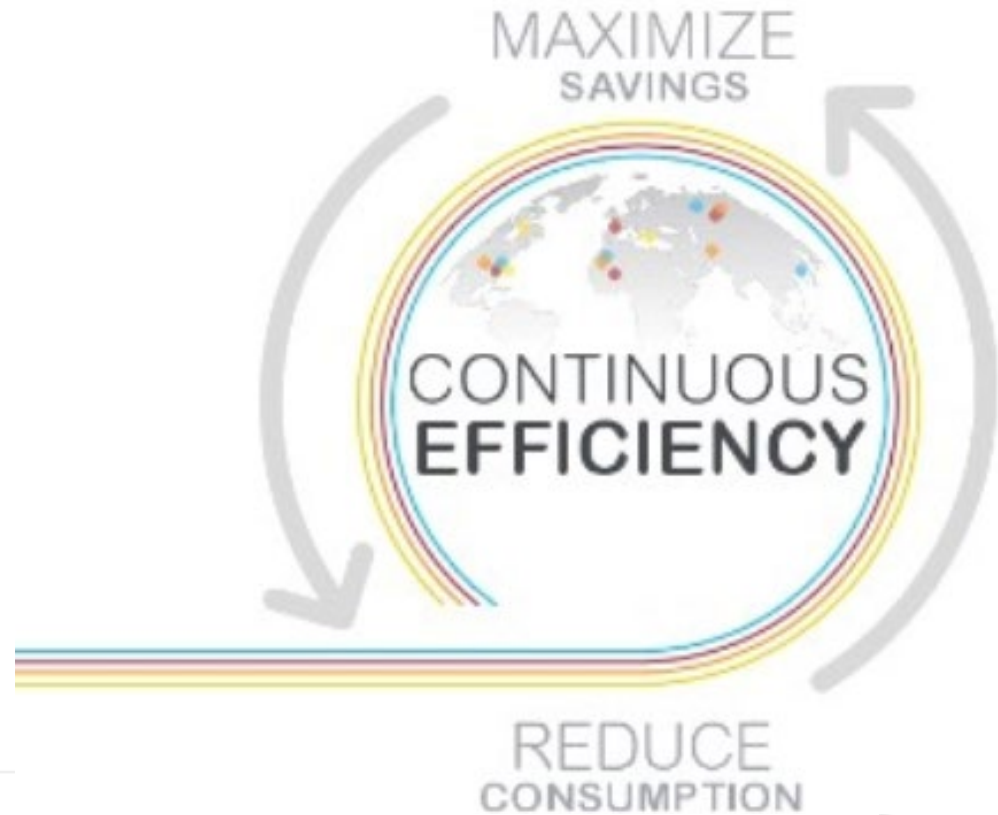 MAXIMIZE
SAVINGS
CONTINUOUS
EFFICIENCY
REDUCE
CONSUMPTION